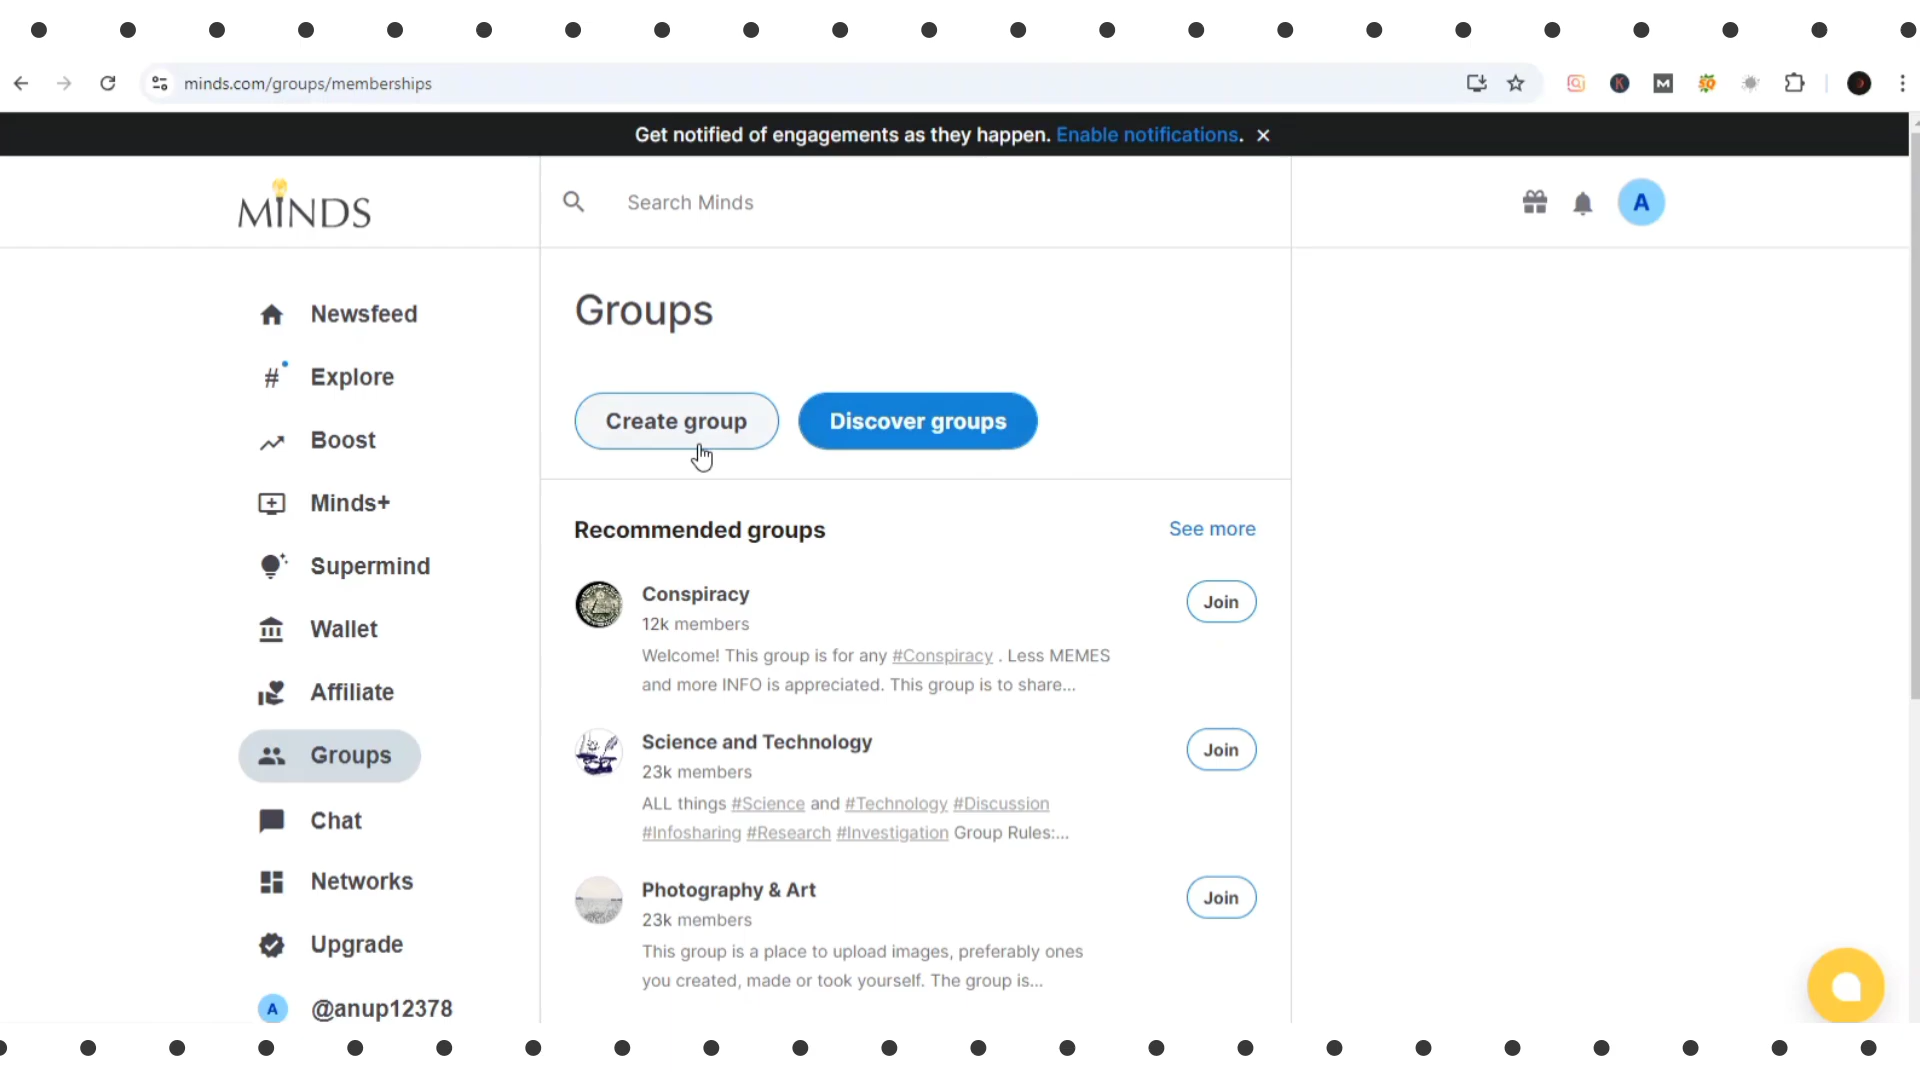 minds.com/groups/memberships
Get notified of engagements as they happen. Enable notifications.
MINDS
Search Minds
A
Newsfeed
# Explore
Boost
Minds+
Supermind
Wallet
Affiliate
Groups
Chat
Networks
Upgrade
A @anup12378
Groups
Create group Discover groups
Recommended groups See more
Conspiracy
12k members
Join
Welcome! This group is for any #Conspiracy . Less MEMES
and more INFO is appreciated. This group is to share...
Science and Technology
23k members
Join
ALL things #Science and #Technology #Discussion
#Infosharing #Research #Investigation Group Rules:...
Photography & Art
23k members
Join
This group is a place to upload images, preferably ones
you created, made or took yourself. The group is...